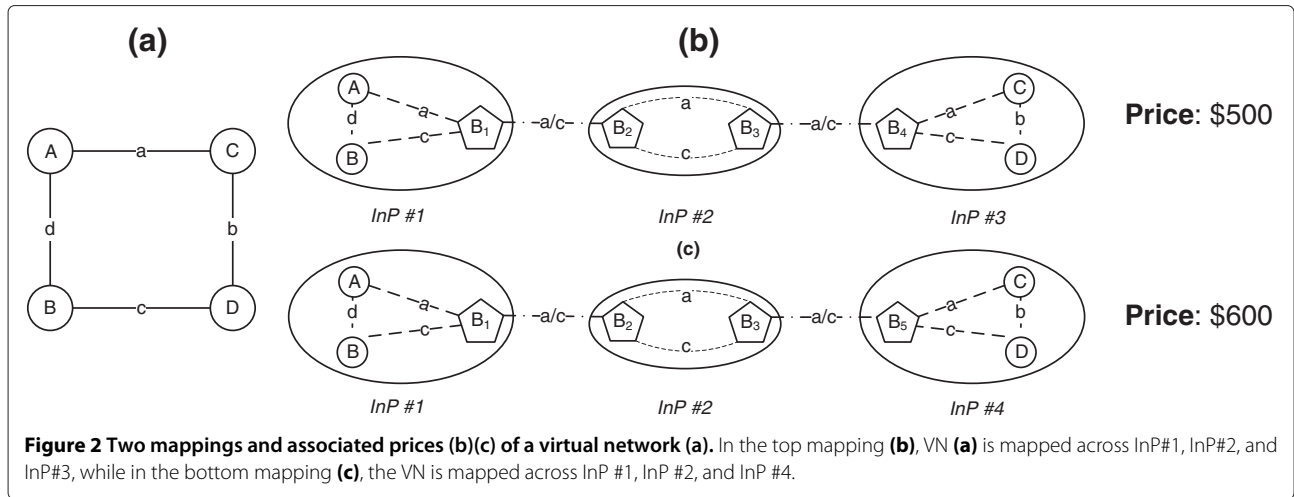 (a)
(b)
A
a
C
d
b
B
c
D
A
d
B
a
c
B1
a/c
B2
a
c
B3
a/c
B4
a
c
C
b
D
Price: $500
InP #1
InP #2
InP #3
(c)
A
d
B
a
c
B1
a/c
B2
a
c
B3
a/c
B5
a
c
C
b
D
Price: $600
InP #1
InP #2
InP #4
Figure 2 Two mappings and associated prices (b)(c) of a virtual network (a). In the top mapping (b), VN (a) is mapped across InP#1, InP#2, and
InP#3, while in the bottom mapping (c), the VN is mapped across InP #1, InP #2, and InP #4.